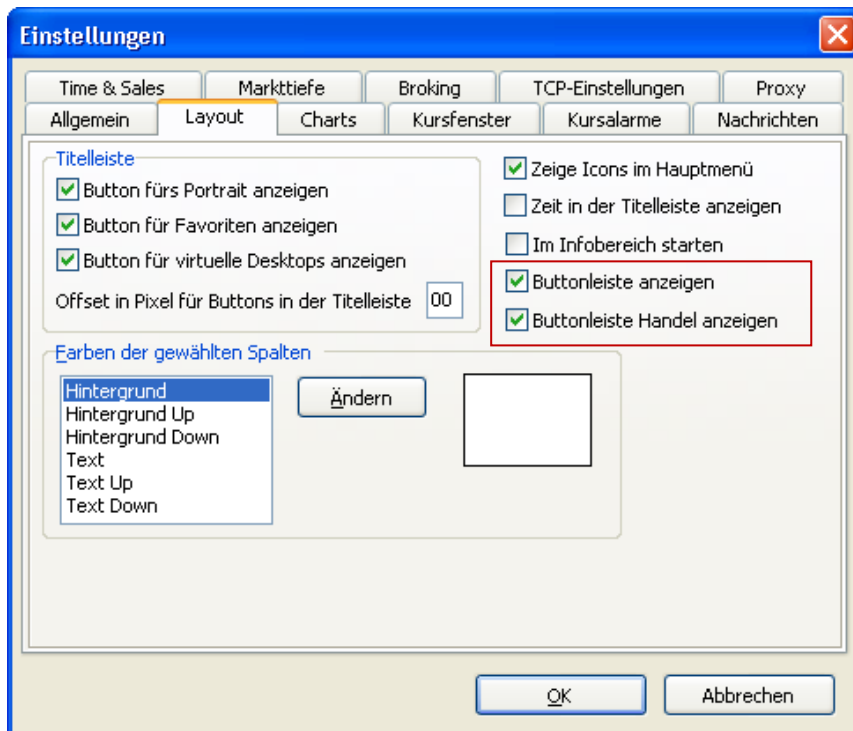 Einstellungen
Time & Sales
Markttiefe
Broking
TCP-Einstellungen
Proxy
Allgemein
Layout
Charts
Kursfenster
Kursalarme
Nachrichten
Titelleiste
Button fürs Portrait anzeigen
Button für Favoriten anzeigen
Button für virtuelle Desktops anzeigen
Offset in Pixel für Buttons in der Titelleiste 00
Zeige Icons im Hauptmenü
Zeit in der Titelleiste anzeigen
Im Infobereich starten
Buttonleiste anzeigen
Buttonleiste Handel anzeigen
Farben der gewählten Spalten
Hintergrund
Hintergrund Up
Hintergrund Down
Text
Text Up
Text Down
Ändern
OK
Abbrechen